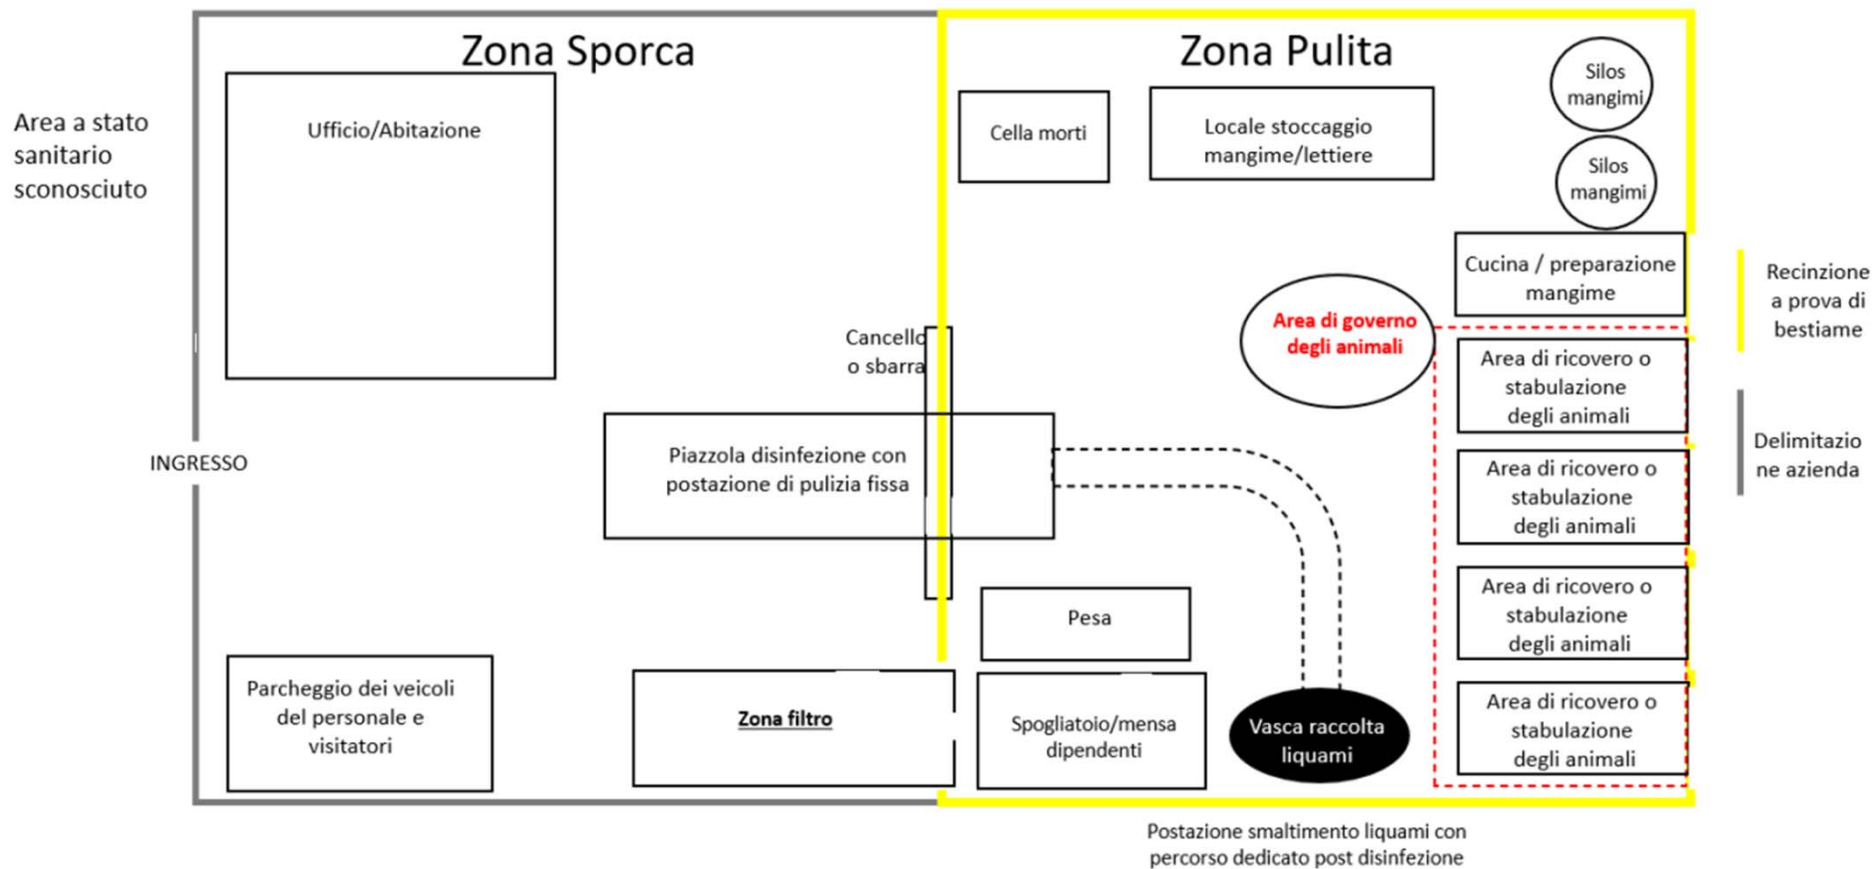 Zona Sporca
Zona Pulita
Area a stato
sanitario
sconosciuto
Ufficio/Abitazione
Cella morti
Locale stoccaggio
mangime/lettiere
Silos
mangimi
Silos
mangimi
Cucina / preparazione
mangime
Recinzione
a prova di
bestiame
Area di governo
degli animali
Cancello
o sbarra
Area di ricovero o
stabulazione
degli animali
INGRESSO
Piazzola disinfezione con
postazione di pulizia fissa
Area di ricovero o
stabulazione
degli animali
Delimitazio
ne azienda
Pesa
Area di ricovero o
stabulazione
degli animali
Parcheggio dei veicoli
del personale e
visitatori
Zona filtro
Spogliatoio/mensa
dipendenti
Vasca raccolta
liquami
Area di ricovero o
stabulazione
degli animali
Postazione smaltimento liquami con
percorso dedicato post disinfezione